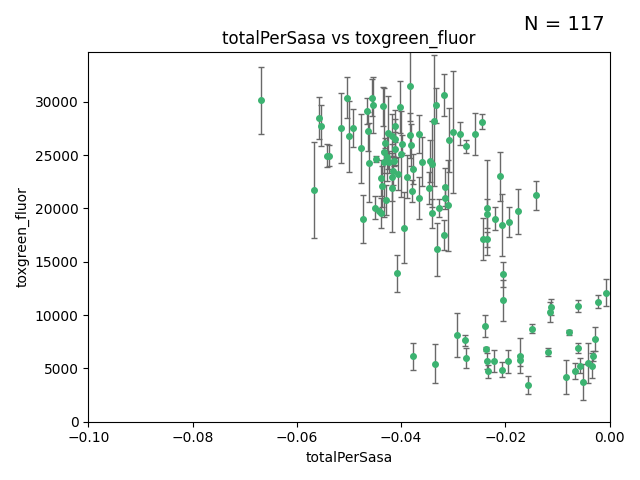 N = 117
totalPerSasa vs toxgreen_fluor
30000
25000
20000
15000
10000
5000
0
toxgreen_fluor
−0.10 −0.08 −0.06 −0.04 −0.02 0.00
totalPerSasa